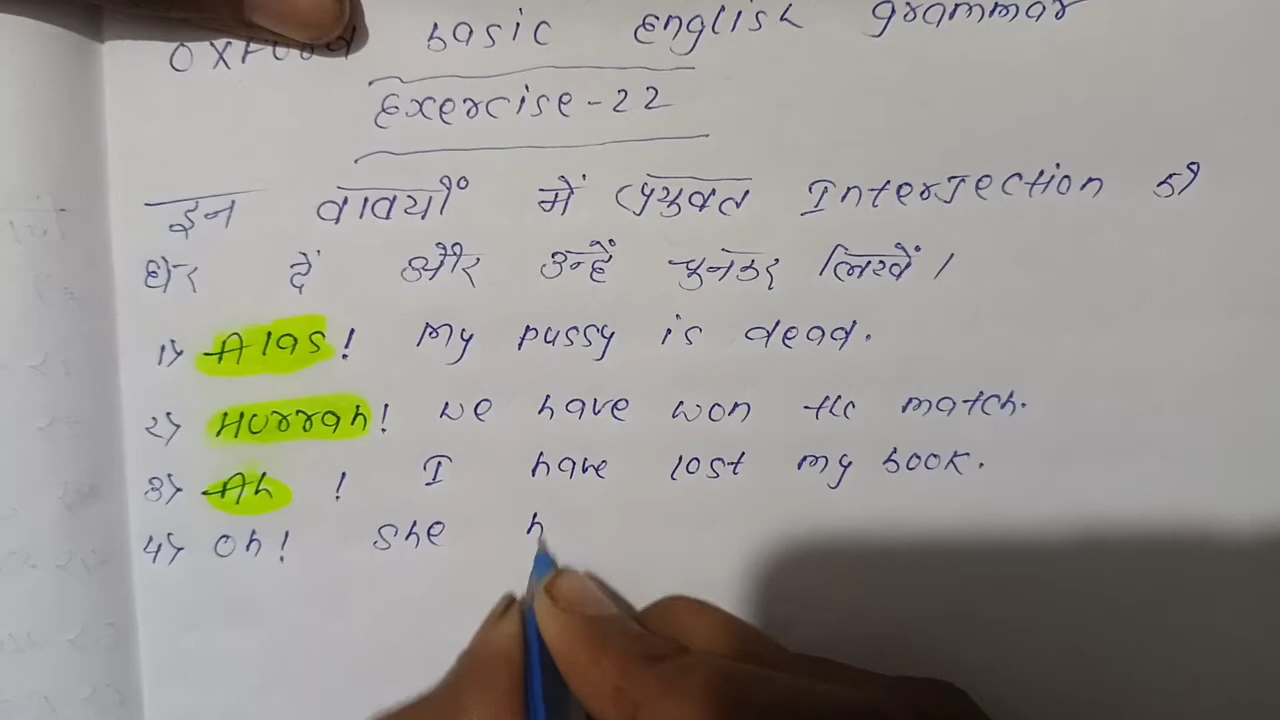 Oxford basic English grammar
Exercise-22
इन वाक्यों में प्रयुक्त Interjection को
घेर दें और उन्हें चुनकर लिखें।
1) Alas! My pussy is dead.
2) Hurrah! we have won the match.
3) Ah ! I have lost my book.
4) Oh! She h